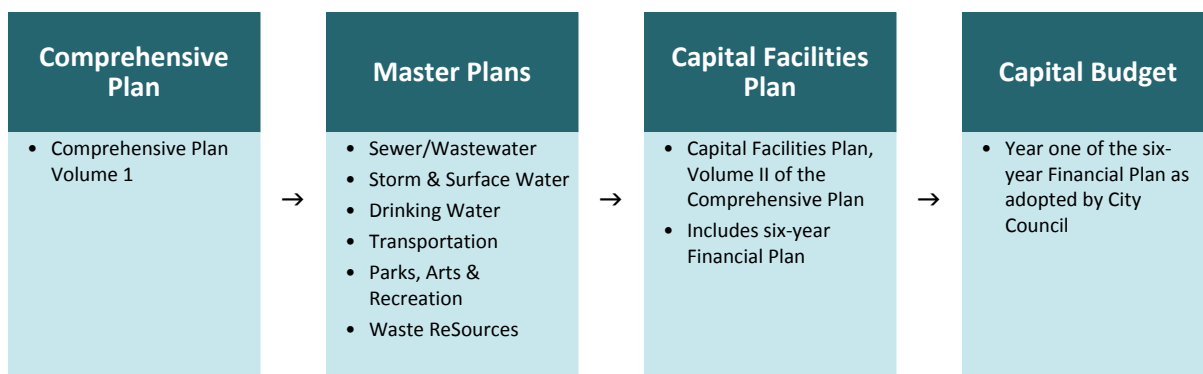 Comprehensive
Plan
• Comprehensive Plan
Volume 1
→
Master Plans
• Sewer/Wastewater
• Storm & Surface Water
• Drinking Water
• Transportation
• Parks, Arts &
Recreation
• Waste ReSources
→
Capital Facilities
Plan
• Capital Facilities Plan,
Volume II of the
Comprehensive Plan
• Includes six-year
Financial Plan
→
Capital Budget
• Year one of the six-
year Financial Plan as
adopted by City
Council